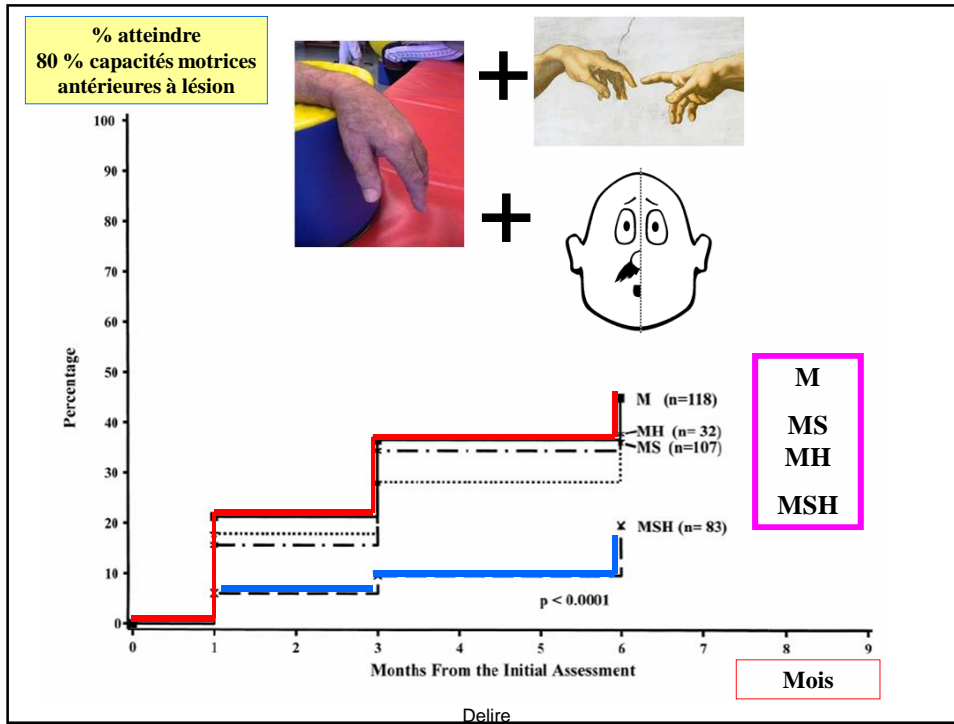 % atteindre
80 % capacités motrices
antérieures à lésion
100
90
80
70
60
50
40
30
20
10
0
Percentage
M (n=118)
MH (n= 32)
MS (n=107)
MSH (n= 83)
p < 0.0001
M
MS
MH
MSH
0 1 2 3 4 5 6 7 8 9
Months From the Initial Assessment
Mois
Delire